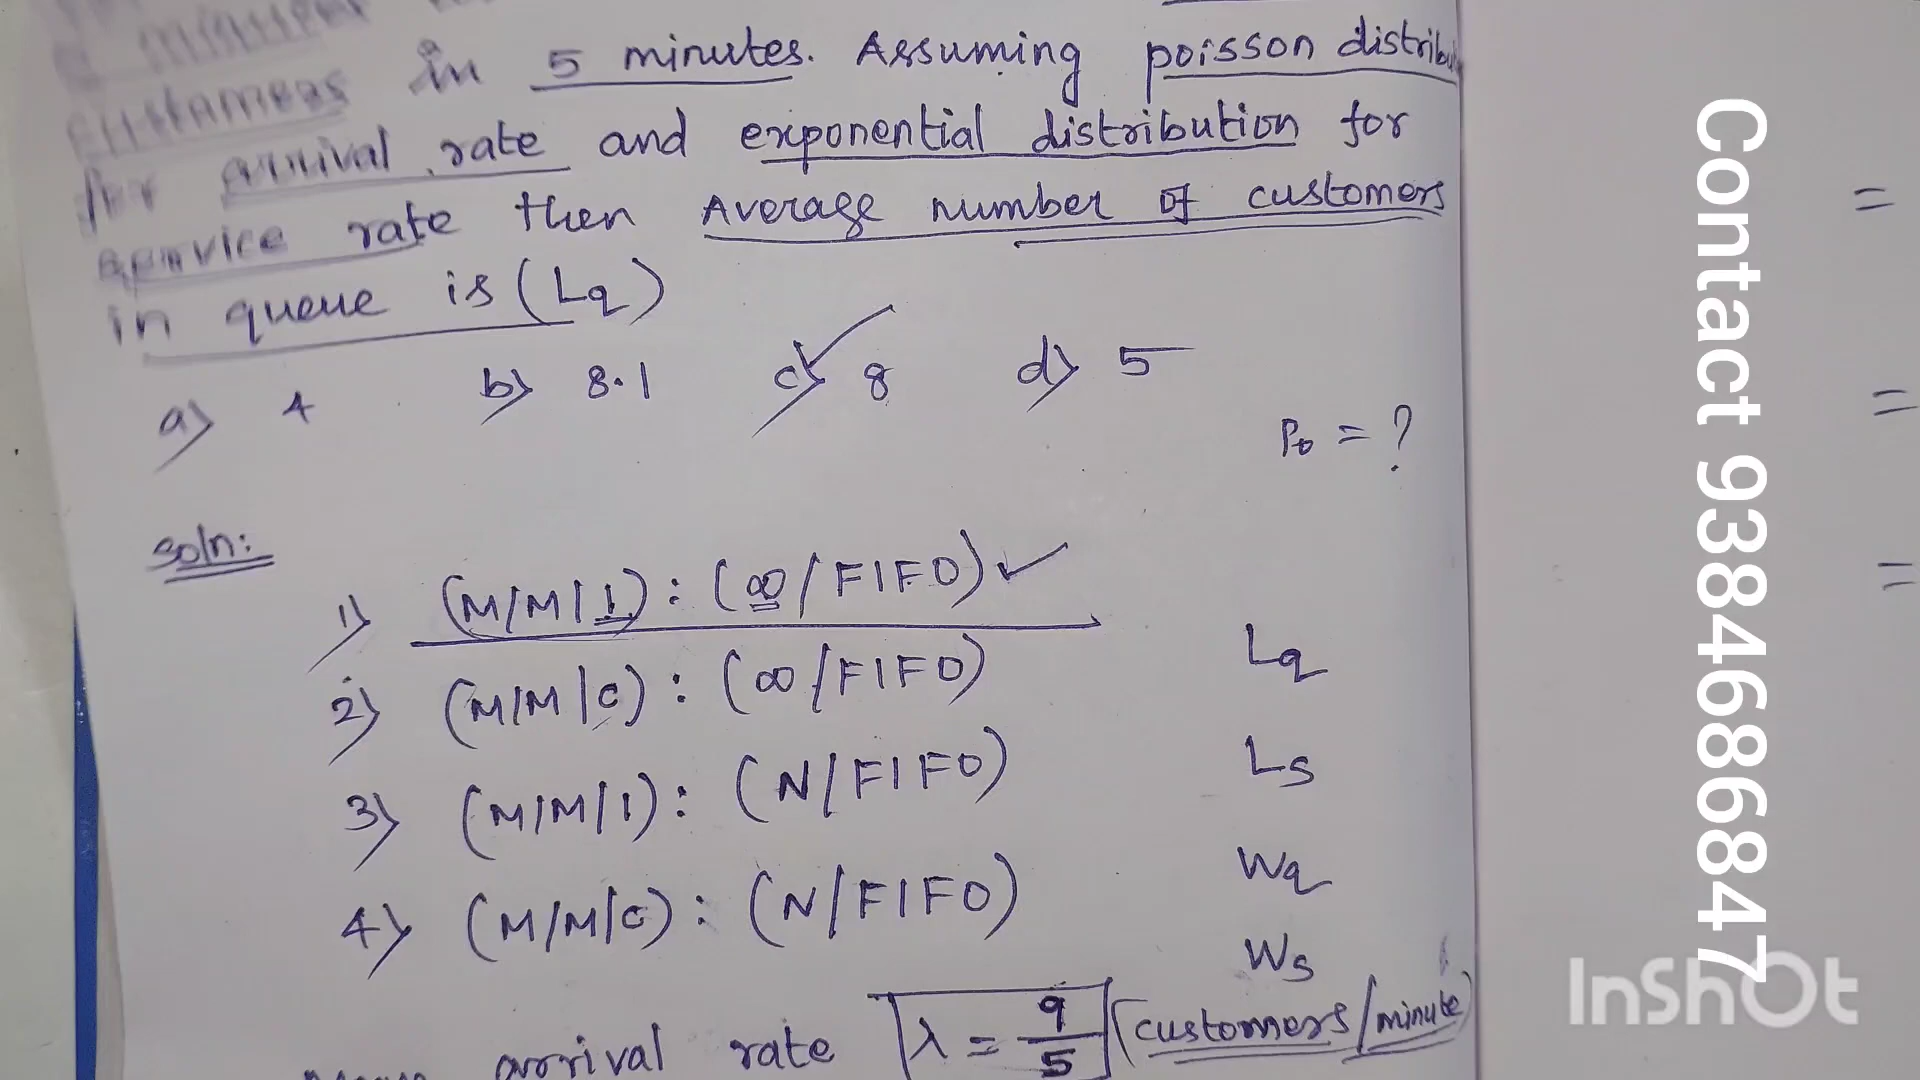 customers in 5 minutes. Assuming poisson distribu
for arrival rate and exponential distribution for
service rate then Average number of customers
in queue is (Lq)
a) 4 b) 8.1 c) 8 d) 5
P0 = ?
Soln:
1) (M/M/1) : (∞/FIFO) ✓
2) (M/M/C) : (∞/FIFO)
3) (M/M/1) : (N/FIFO)
4) (M/M/C) : (N/FIFO)
Lq
Ls
Wq
Ws
arrival rate λ = 9/5 (customers/minute)
=
=
=
Contact 9384686847
InShOt